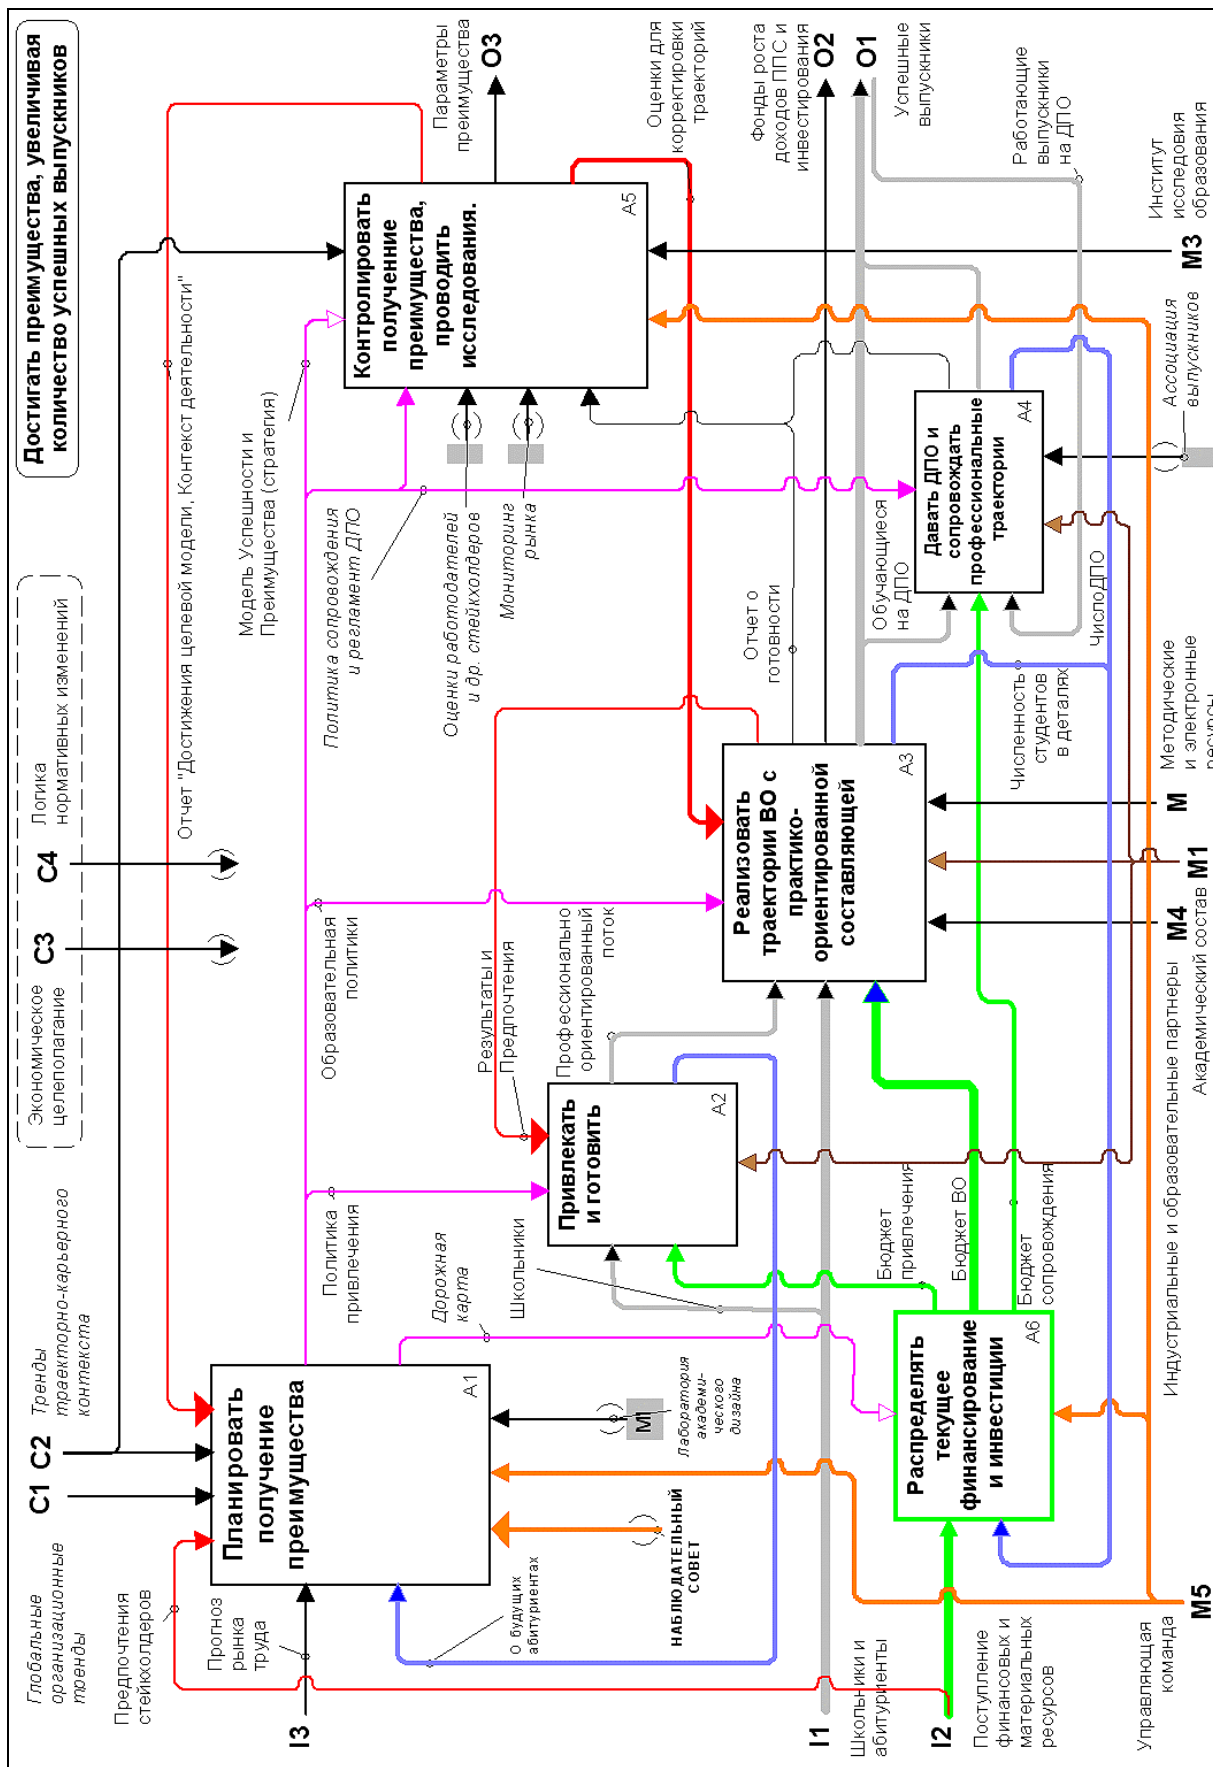 Достигать преимущества, увеличивая
количество успешных выпускников
Глобальные
организационные
тренды
C1
C2
Тренды
траекторно-карьерного
контекста
Экономическое
целеполагание
C3
C4
Логика
нормативных изменений
Предпочтения
стейкхолдеров
Отчет "Достижения целевой модели, Контекст деятельности"
Прогноз
рынка
труда
I3
Планировать
получение
преимущества
A1
Модель Успешности и
Преимущества (стратегия)
Образовательная
политики
Политика
привлечения
Политика сопровождения
и регламент ДПО
Дорожная
карта
Школьники
О будущих
абитуриентах
НАБЛЮДАТЕЛЬНЫЙ
СОВЕТ
MI
Лаборатория
академи-
ческого
дизайна
Контролировать
полученние
преимущества,
проводить
исследования.
A5
Параметры
преимущества
O3
Оценки для
корректировки
траекторий
Оценки работодателей
и др. стейкхолдеров
Мониторинг
рынка
Результаты и
Предпочтения
Профессионально
ориентированный
поток
Привлекать
и готовить
A2
Реализовать
траектории ВО с
практико-
ориентированной
составляющей
A3
Отчет о
готовности
Фонды роста
доходов ППС и
инвестирования
O2
O1
Успешные
выпускники
Обучающиеся
на ДПО
Давать ДПО и
сопровождать
профессиональные
траектории
A4
Работающие
выпускники
на ДПО
I1
Школьники и
абитуриенты
Бюджет
привлечения
Бюджет ВО
Бюджет
сопровождения
Распределять
текущее
финансирование
и инвестиции
A6
I2
Поступление
финансовых и
материальных
ресурсов
Численность
студентов
в деталях
ЧислоДПО
Управляющая
команда
M5
Индустриальные и образовательные партнеры
M4
Академический состав
M1
M
Методические
и электронные
ресурсы
Ассоциация
выпускников
M3
Институт
исследовия
образования